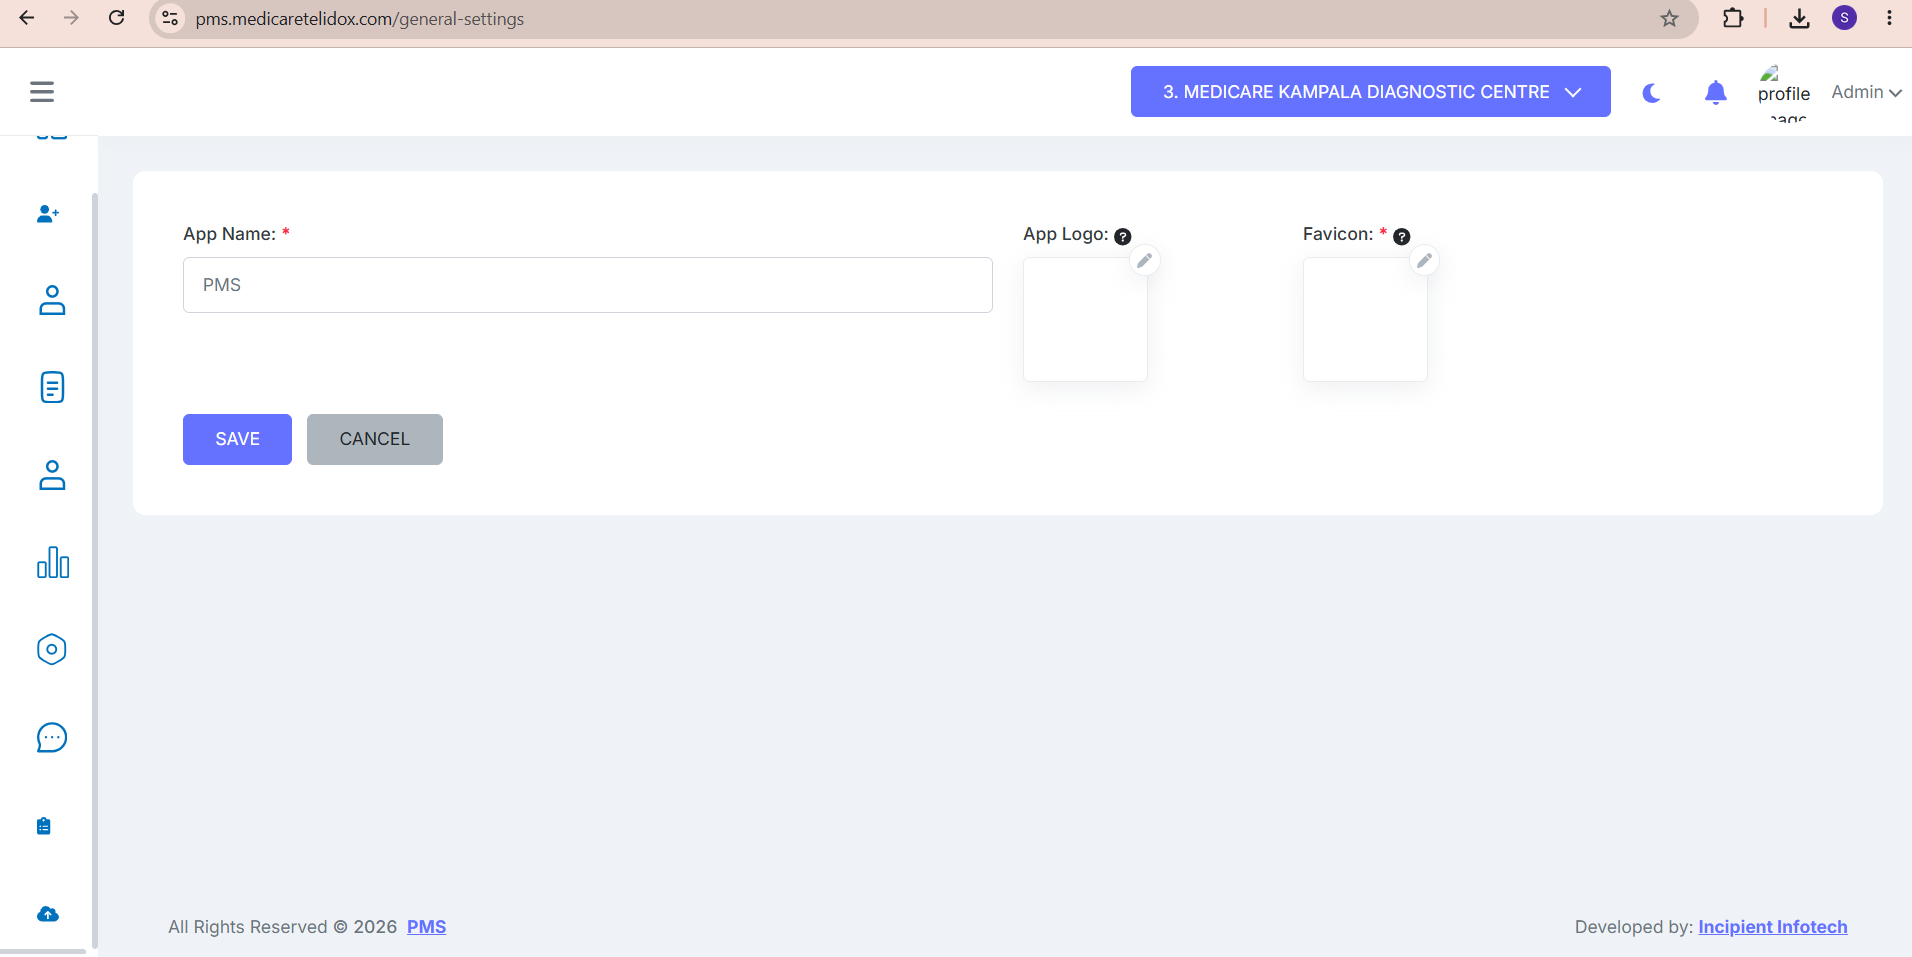 pms.medicaretelidox.com/general-settings
S
3. MEDICARE KAMPALA DIAGNOSTIC CENTRE
profile
Admin
App Name: *
App Logo: ?
Favicon: * ?
PMS
SAVE
CANCEL
All Rights Reserved © 2026 PMS
Developed by: Incipient Infotech